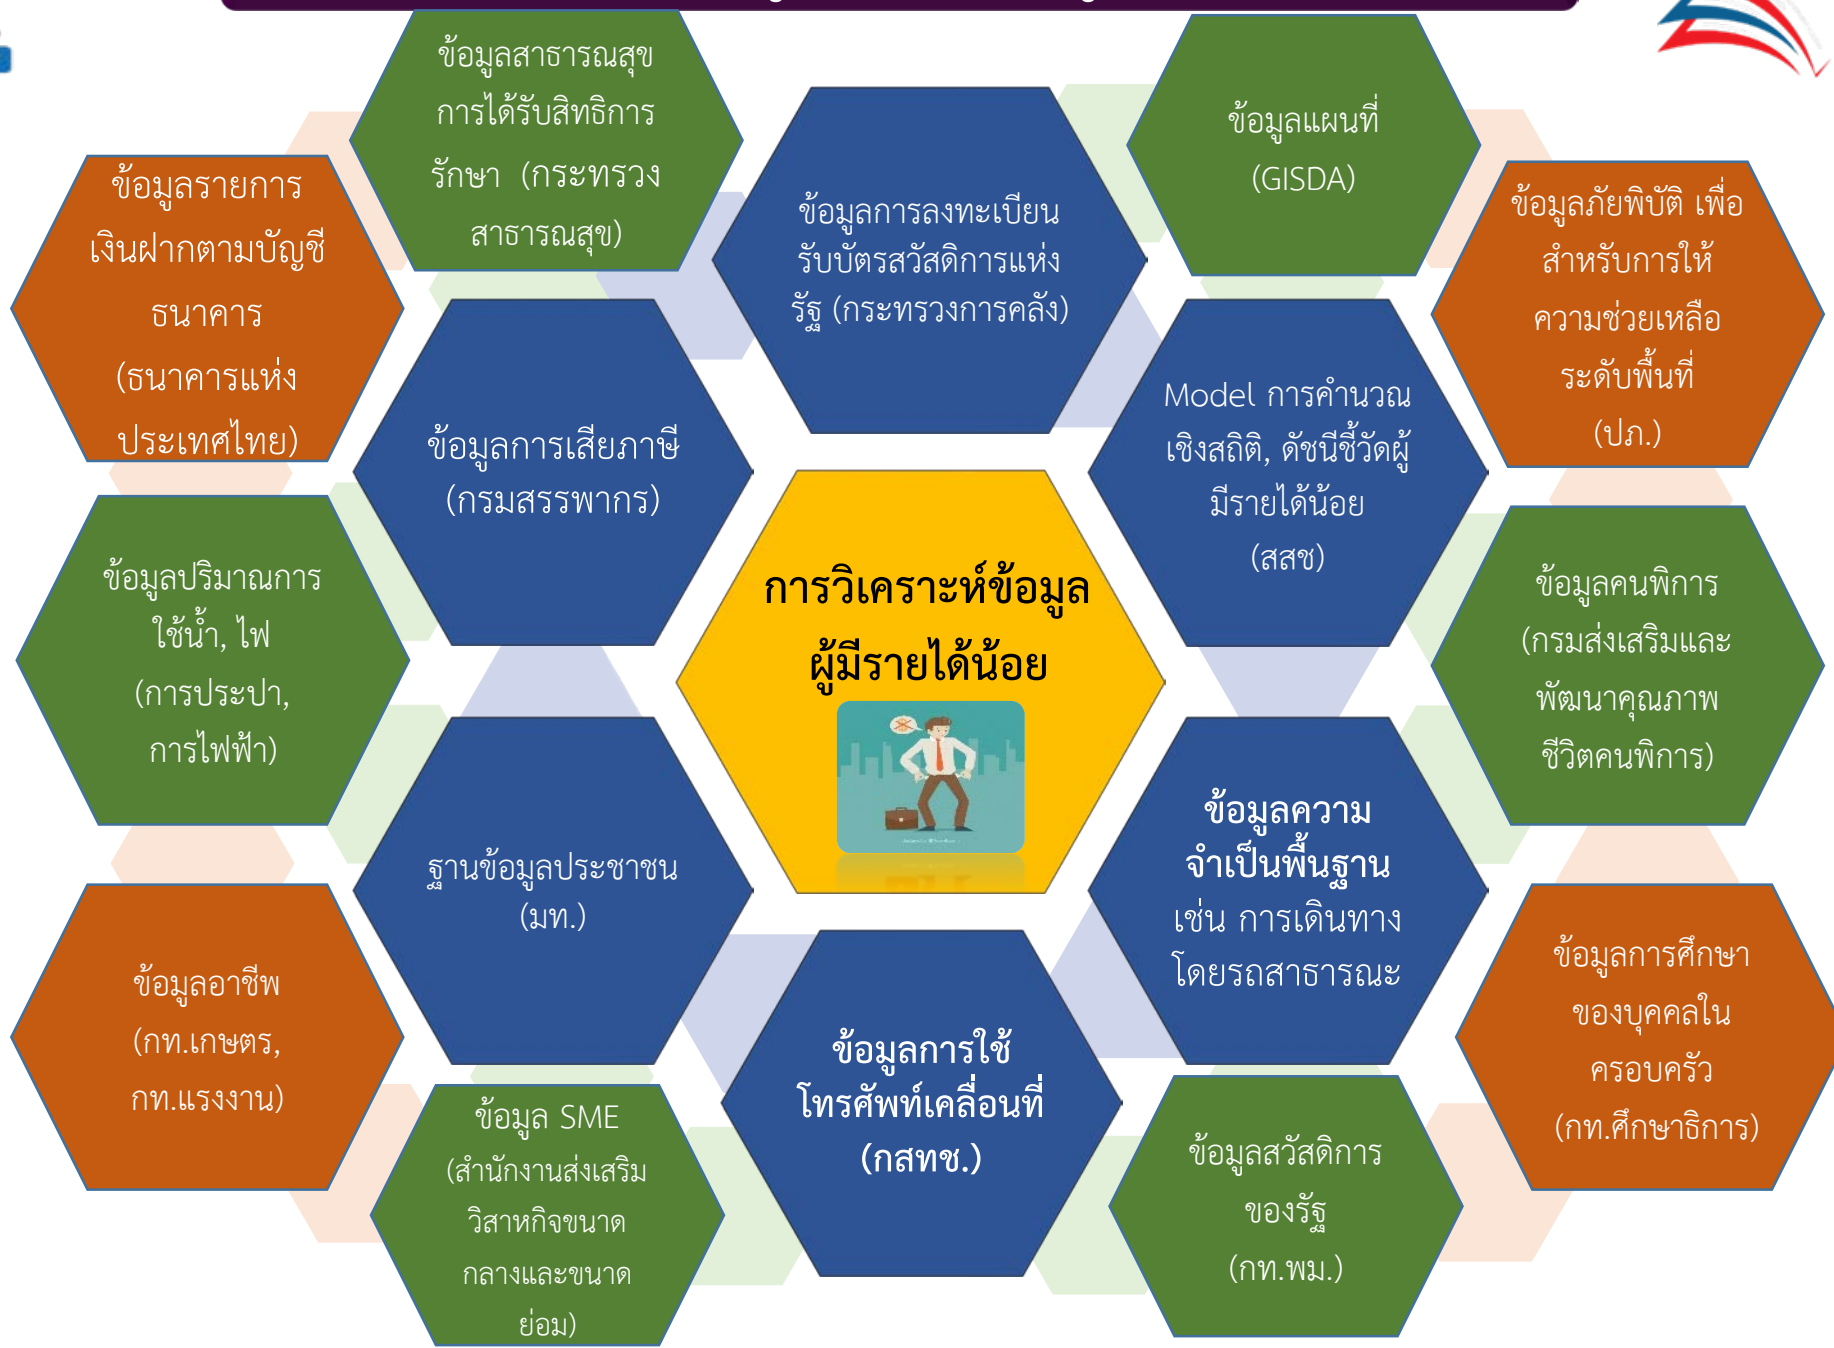 ข้อมูลสาธารณสุข
การได้รับสิทธิการ
รักษา (กระทรวง
สาธารณสุข)
ข้อมูลแผนที่
(GISDA)
ข้อมูลรายการ
เงินฝากตามบัญชี
ธนาคาร
(ธนาคารแห่ง
ประเทศไทย)
ข้อมูลการลงทะเบียน
รับบัตรสวัสดิการแห่ง
รัฐ (กระทรวงการคลัง)
ข้อมูลภัยพิบัติ เพื่อ
สำหรับการให้
ความช่วยเหลือ
ระดับพื้นที่
(ปภ.)
ข้อมูลการเสียภาษี
(กรมสรรพากร)
Model การคำนวณ
เชิงสถิติ, ดัชนีชี้วัดผู้
มีรายได้น้อย
(สสช)
ข้อมูลปริมาณการ
ใช้น้ำ, ไฟ
(การประปา,
การไฟฟ้า)
การวิเคราะห์ข้อมูล
ผู้มีรายได้น้อย
ข้อมูลคนพิการ
(กรมส่งเสริมและ
พัฒนาคุณภาพ
ชีวิตคนพิการ)
ฐานข้อมูลประชาชน
(มท.)
ข้อมูลความ
จำเป็นพื้นฐาน
เช่น การเดินทาง
โดยรถสาธารณะ
ข้อมูลอาชีพ
(กท.เกษตร,
กท.แรงงาน)
ข้อมูลการใช้
โทรศัพท์เคลื่อนที่
(กสทช.)
ข้อมูลการศึกษา
ของบุคคลใน
ครอบครัว
(กท.ศึกษาธิการ)
ข้อมูล SME
(สำนักงานส่งเสริม
วิสาหกิจขนาด
กลางและขนาด
ย่อม)
ข้อมูลสวัสดิการ
ของรัฐ
(กท.พม.)